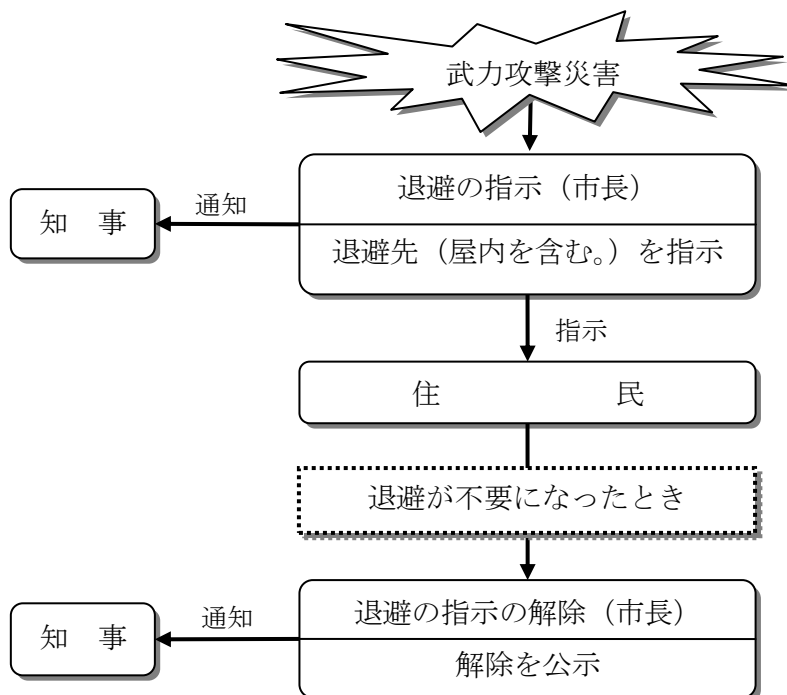 武力攻撃災害
退避の指示（市長）
通知
知　事
退避先（屋内を含む。）を指示
指示
住　　　　　民
退避が不要になったとき
退避の指示の解除（市長）
通知
知　事
解除を公示